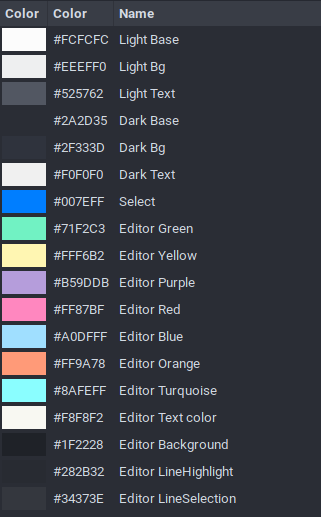 Color Color Name
#FCFCFC Light Base
#EEEFF0 Light Bg
#525762 Light Text
#2A2D35 Dark Base
#2F333D Dark Bg
#F0F0F0 Dark Text
#007EFF Select
#71F2C3 Editor Green
#FFF6B2 Editor Yellow
#B59DDB Editor Purple
#FF87BF Editor Red
#A0DFFF Editor Blue
#FF9A78 Editor Orange
#8AFEFF Editor Turquoise
#F8F8F2 Editor Text color
#1F2228 Editor Background
#282B32 Editor LineHighlight
#34373E Editor LineSelection